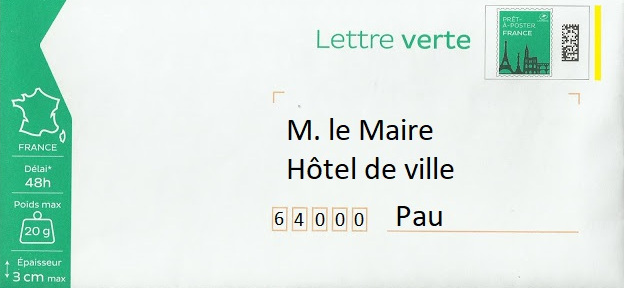 Lettre verte
PRÊT-
À-POSTER
FRANCE
M. le Maire
Hôtel de ville
64000 Pau
FRANCE
Délai*
48h
Poids max
20 g
Épaisseur
3 cm max